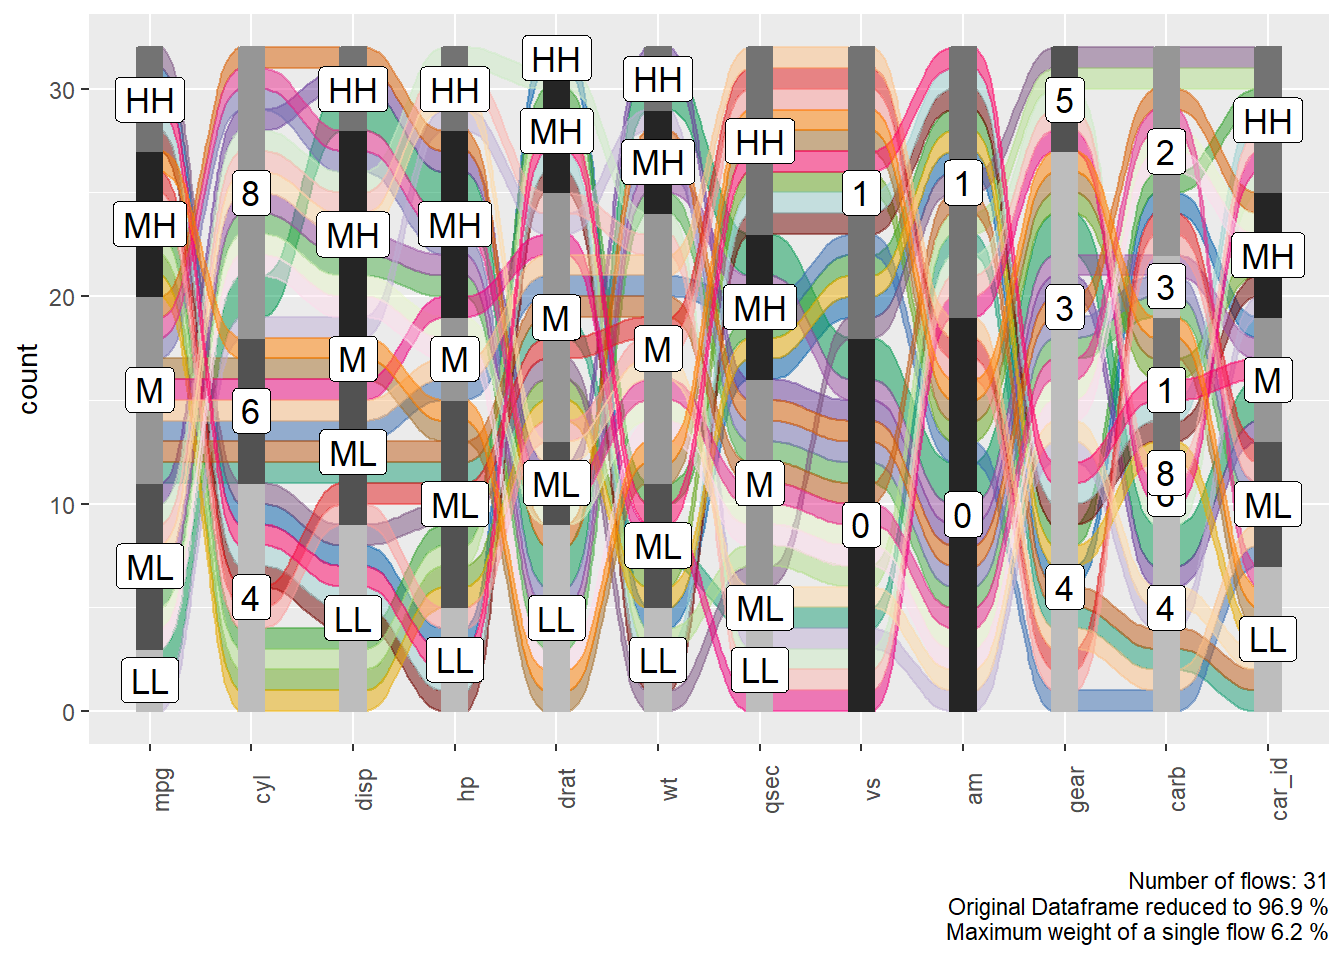 count
30
20
10
0
HH
MH
M
ML
LL
8
6
4
HH
MH
M
ML
LL
HH
MH
M
ML
LL
HH
MH
M
ML
LL
HH
MH
M
ML
LL
HH
MH
M
ML
LL
1
0
1
0
5
3
4
2
3
1
8
4
HH
MH
M
ML
LL
mpg
cyl
disp
hp
drat
wt
qsec
vs
am
gear
carb
car_id
Number of flows: 31
Original Dataframe reduced to 96.9 %
Maximum weight of a single flow 6.2 %